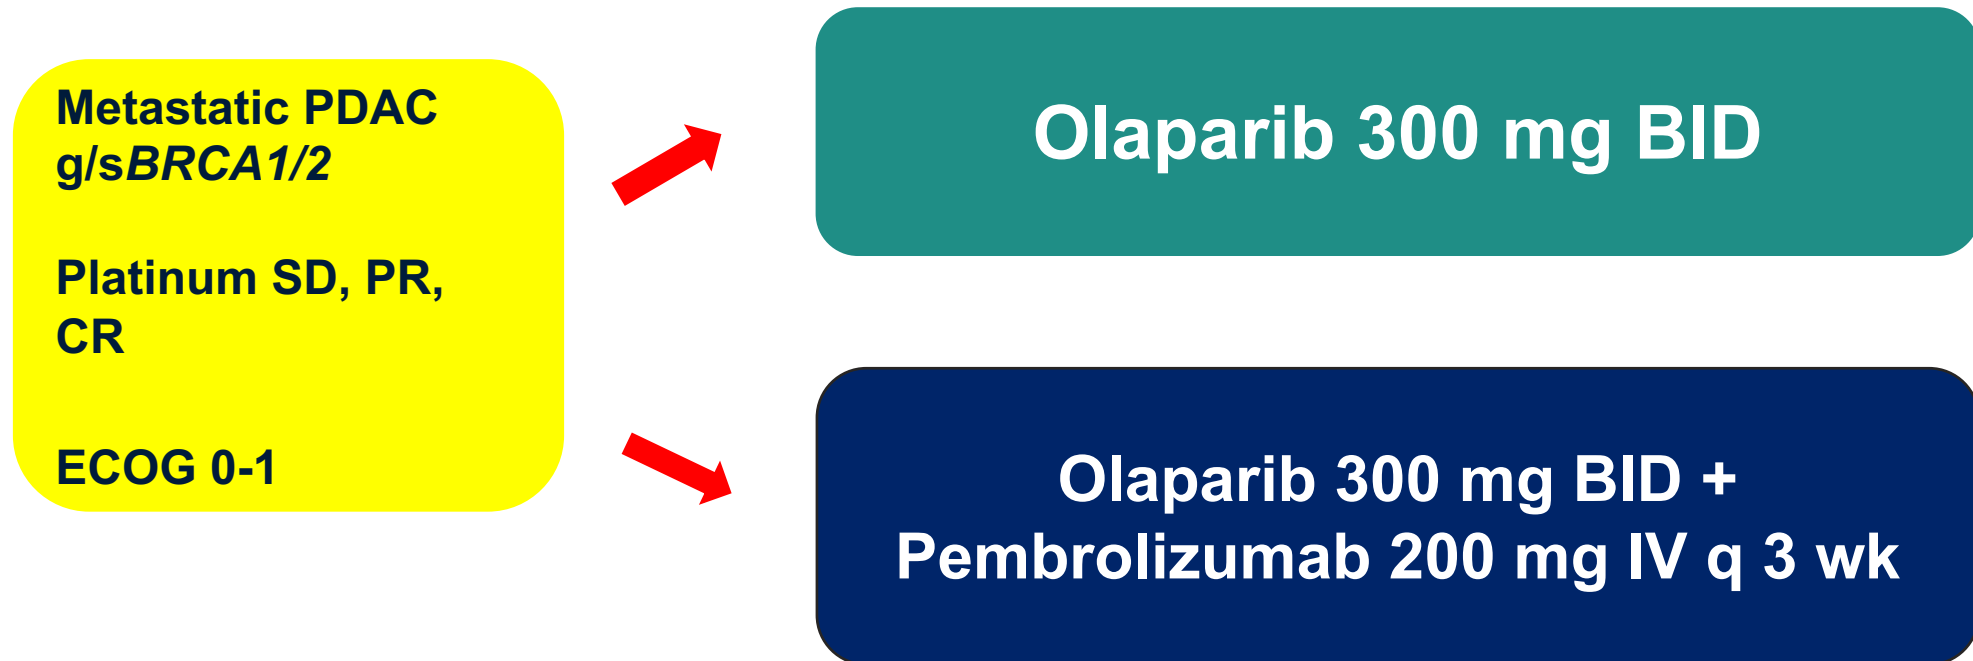 Metastatic PDAC
g/sBRCA1/2
Platinum SD, PR,
CR
ECOG 0-1
Olaparib 300 mg BID
Olaparib 300 mg BID +
Pembrolizumab 200 mg IV q 3 wk